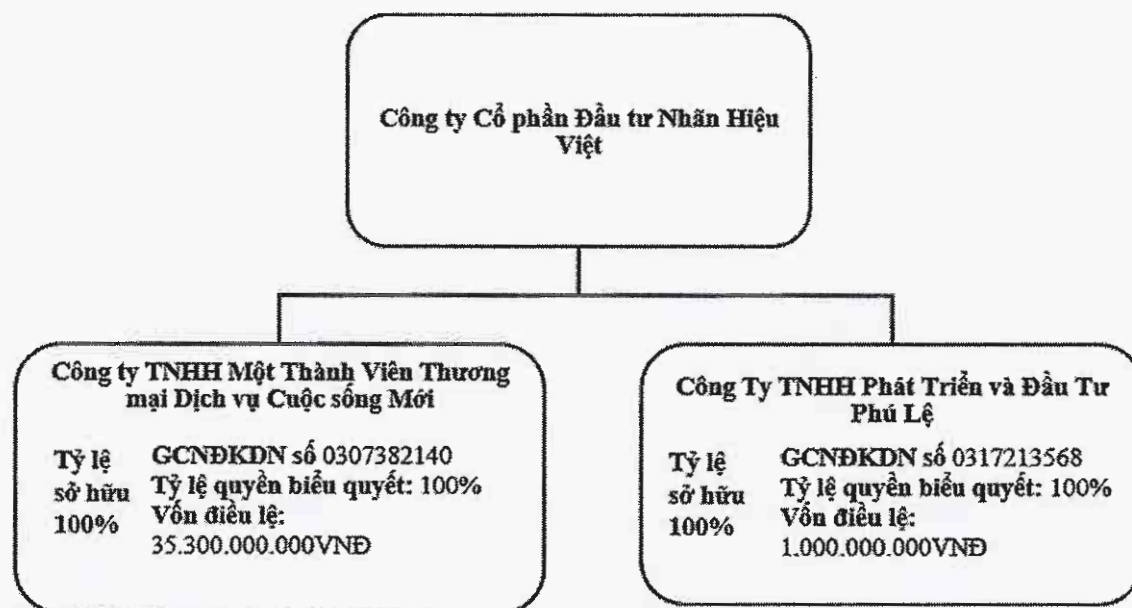 Công ty Cổ phần Đầu tư Nhãn Hiệu
Việt
Công ty TNHH Một Thành Viên Thương
mại Dịch vụ Cuộc sống Mới
Tỷ lệ
sở hữu
100%
GCNĐKDN số 0307382140
Tỷ lệ quyền biểu quyết: 100%
Vốn điều lệ:
35.300.000.000VNĐ
Công Ty TNHH Phát Triển và Đầu Tư
Phú Lệ
Tỷ lệ
sở hữu
100%
GCNĐKDN số 0317213568
Tỷ lệ quyền biểu quyết: 100%
Vốn điều lệ:
1.000.000.000VNĐ